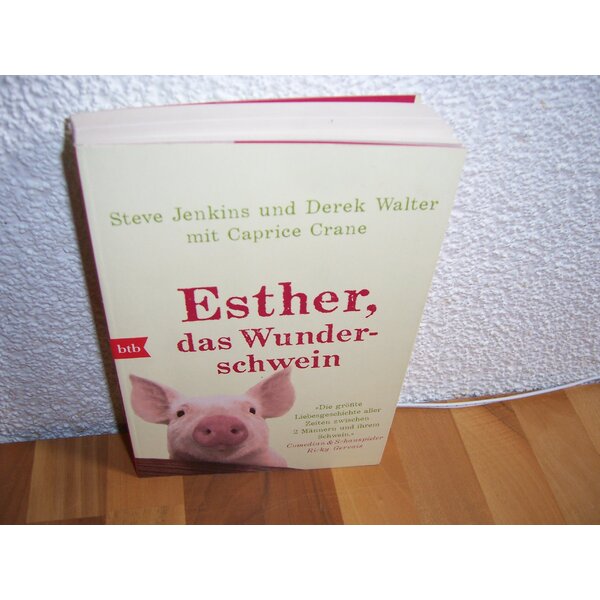 Steve Jenkins und Derek Walter
mit Caprice Crane
Esther,
das Wunder-
schwein
btb
»Die größte
Liebesgeschichte aller
Zeiten zwischen
2 Männern und ihrem
Schwein.«
Comedian & Schauspieler
Ricky Gervais